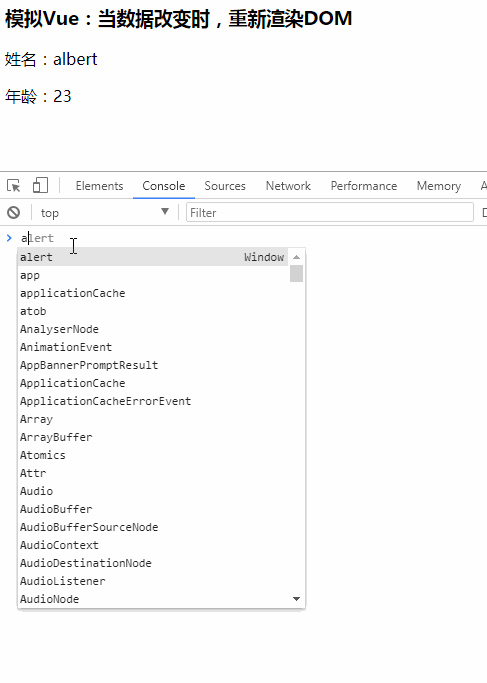 模拟Vue：当数据改变时，重新渲染DOM
姓名：albert
年龄：23
Elements Console Sources Network Performance Memory A
top Filter
alert
alert Window
app
applicationCache
atob
AnalyserNode
AnimationEvent
AppBannerPromptResult
ApplicationCache
ApplicationCacheErrorEvent
Array
ArrayBuffer
Atomics
Attr
Audio
AudioBuffer
AudioBufferSourceNode
AudioContext
AudioDestinationNode
AudioListener
AudioNode